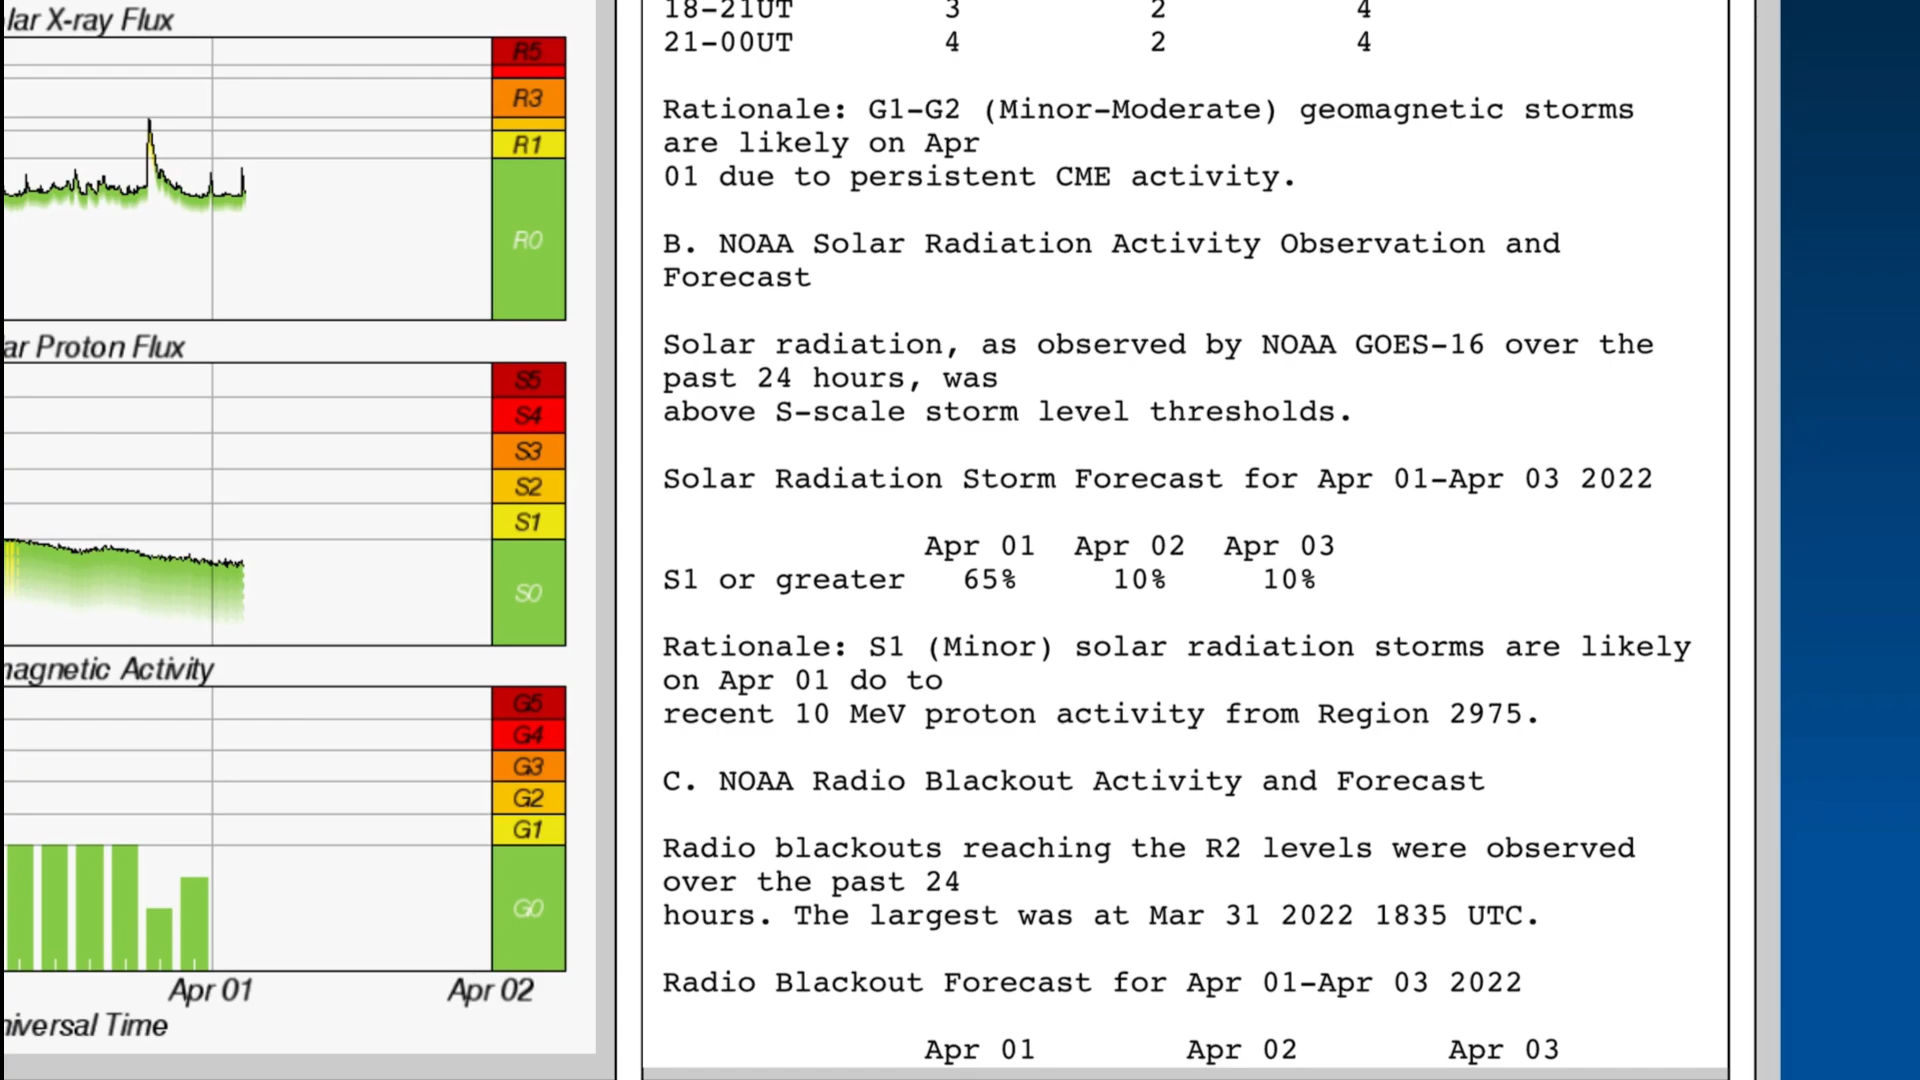 lar X-ray Flux
R5
R3
R1
R0
ar Proton Flux
S5
S4
S3
S2
S1
S0
nagnetic Activity
G5
G4
G3
G2
G1
G0
Apr 01 Apr 02
niversal Time
18-21UT 3 2 4
21-00UT 4 2 4
Rationale: G1-G2 (Minor-Moderate) geomagnetic storms
are likely on Apr
01 due to persistent CME activity.
B. NOAA Solar Radiation Activity Observation and
Forecast
Solar radiation, as observed by NOAA GOES-16 over the
past 24 hours, was
above S-scale storm level thresholds.
Solar Radiation Storm Forecast for Apr 01-Apr 03 2022
Apr 01 Apr 02 Apr 03
S1 or greater 65% 10% 10%
Rationale: S1 (Minor) solar radiation storms are likely
on Apr 01 do to
recent 10 MeV proton activity from Region 2975.
C. NOAA Radio Blackout Activity and Forecast
Radio blackouts reaching the R2 levels were observed
over the past 24
hours. The largest was at Mar 31 2022 1835 UTC.
Radio Blackout Forecast for Apr 01-Apr 03 2022
Apr 01 Apr 02 Apr 03